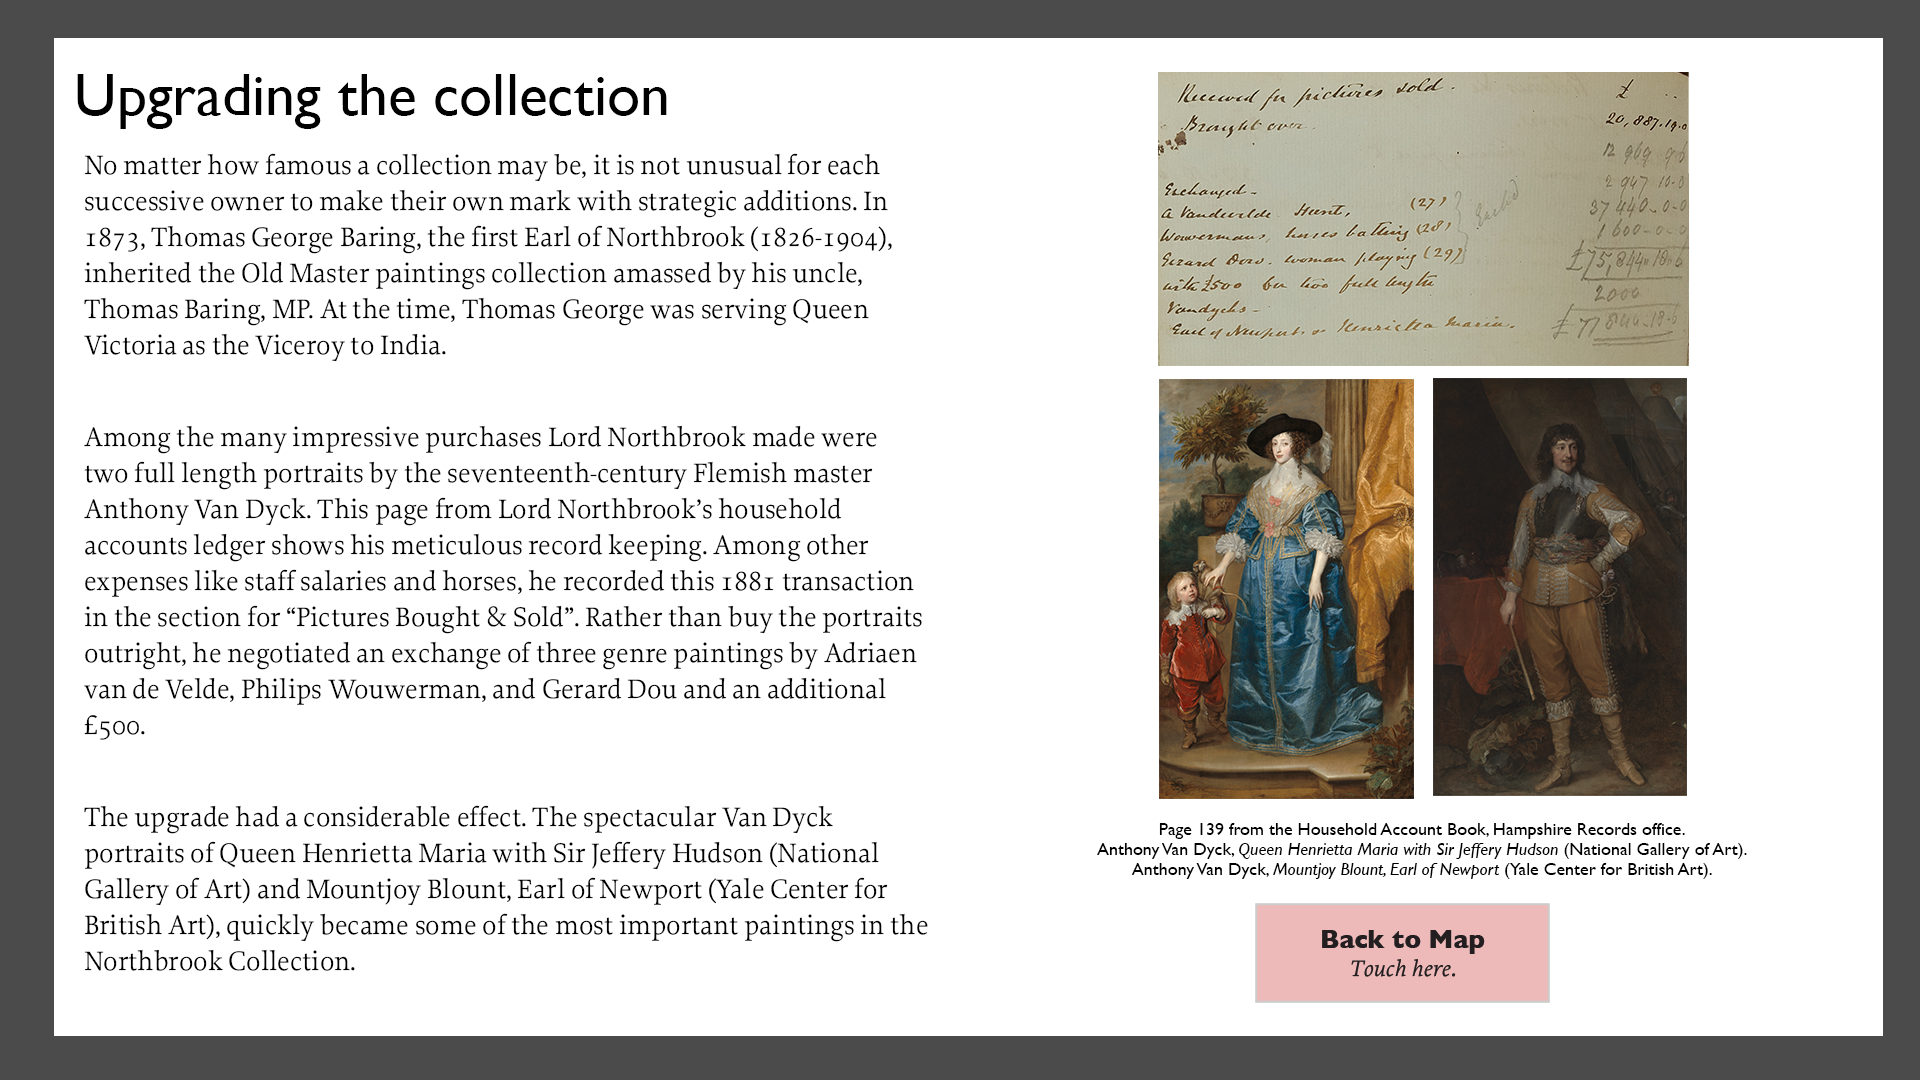 Upgrading the collection
No matter how famous a collection may be, it is not unusual for each
successive owner to make their own mark with strategic additions. In
1873, Thomas George Baring, the first Earl of Northbrook (1826-1904),
inherited the Old Master paintings collection amassed by his uncle,
Thomas Baring, MP. At the time, Thomas George was serving Queen
Victoria as the Viceroy to India.
Among the many impressive purchases Lord Northbrook made were
two full length portraits by the seventeenth-century Flemish master
Anthony Van Dyck. This page from Lord Northbrook’s household
accounts ledger shows his meticulous record keeping. Among other
expenses like staff salaries and horses, he recorded this 1881 transaction
in the section for “Pictures Bought & Sold”. Rather than buy the portraits
outright, he negotiated an exchange of three genre paintings by Adriaen
van de Velde, Philips Wouwerman, and Gerard Dou and an additional
£500.
The upgrade had a considerable effect. The spectacular Van Dyck
portraits of Queen Henrietta Maria with Sir Jeffery Hudson (National
Gallery of Art) and Mountjoy Blount, Earl of Newport (Yale Center for
British Art), quickly became some of the most important paintings in the
Northbrook Collection.
Received for pictures sold. £
Brought over. 20,887.19.0
12 969 9.6
2 947 10.0
Exchanged-
A Vandevelde Hunt, (27) 37 440-0-0
Wouvermans, horses baiting (28) 1 600-0-0
Gerard Dow. woman playing (29) £75,844.18.6
with £500 for two full length 2000
Vandycks-
Earl of Newport & Henrietta Maria. £77 844.18.6
Page 139 from the Household Account Book, Hampshire Records office.
Anthony Van Dyck, Queen Henrietta Maria with Sir Jeffery Hudson (National Gallery of Art).
Anthony Van Dyck, Mountjoy Blount, Earl of Newport (Yale Center for British Art).
Back to Map
Touch here.